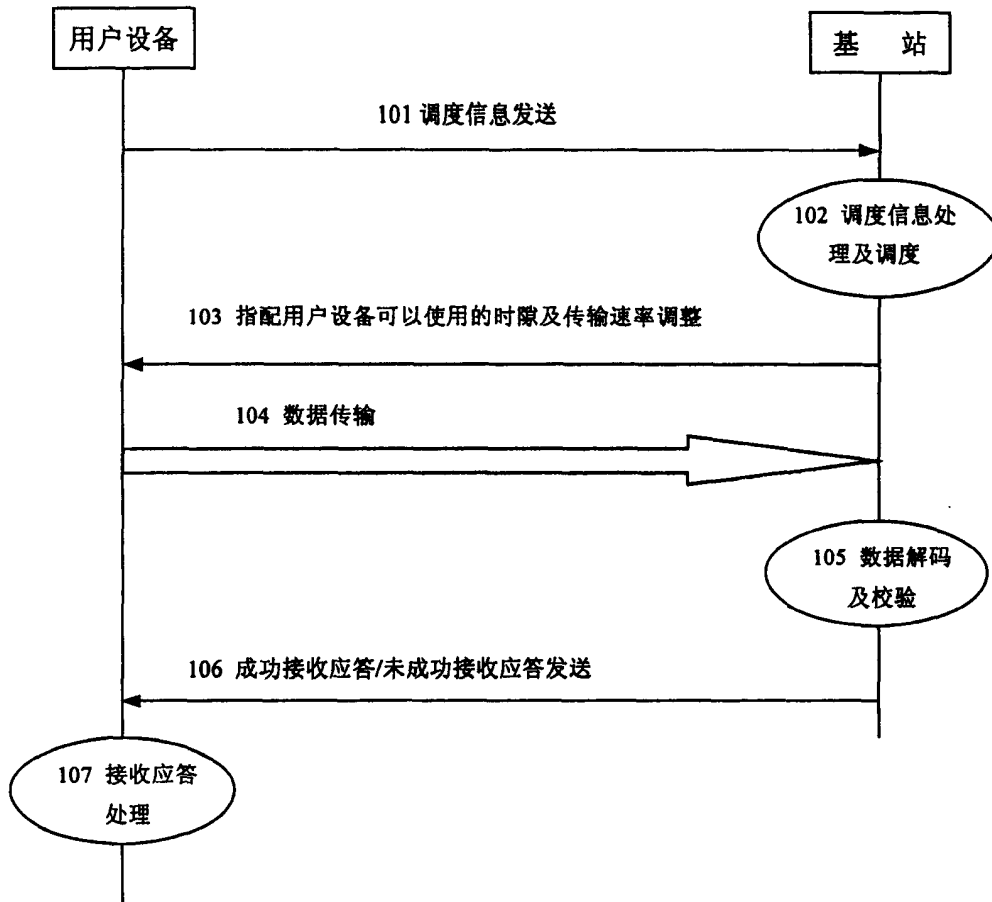 用户设备
基 站
101 调度信息发送
102 调度信息处
理及调度
103 指配用户设备可以使用的时隙及传输速率调整
104 数据传输
105 数据解码
及校验
106 成功接收应答/未成功接收应答发送
107 接收应答
处理